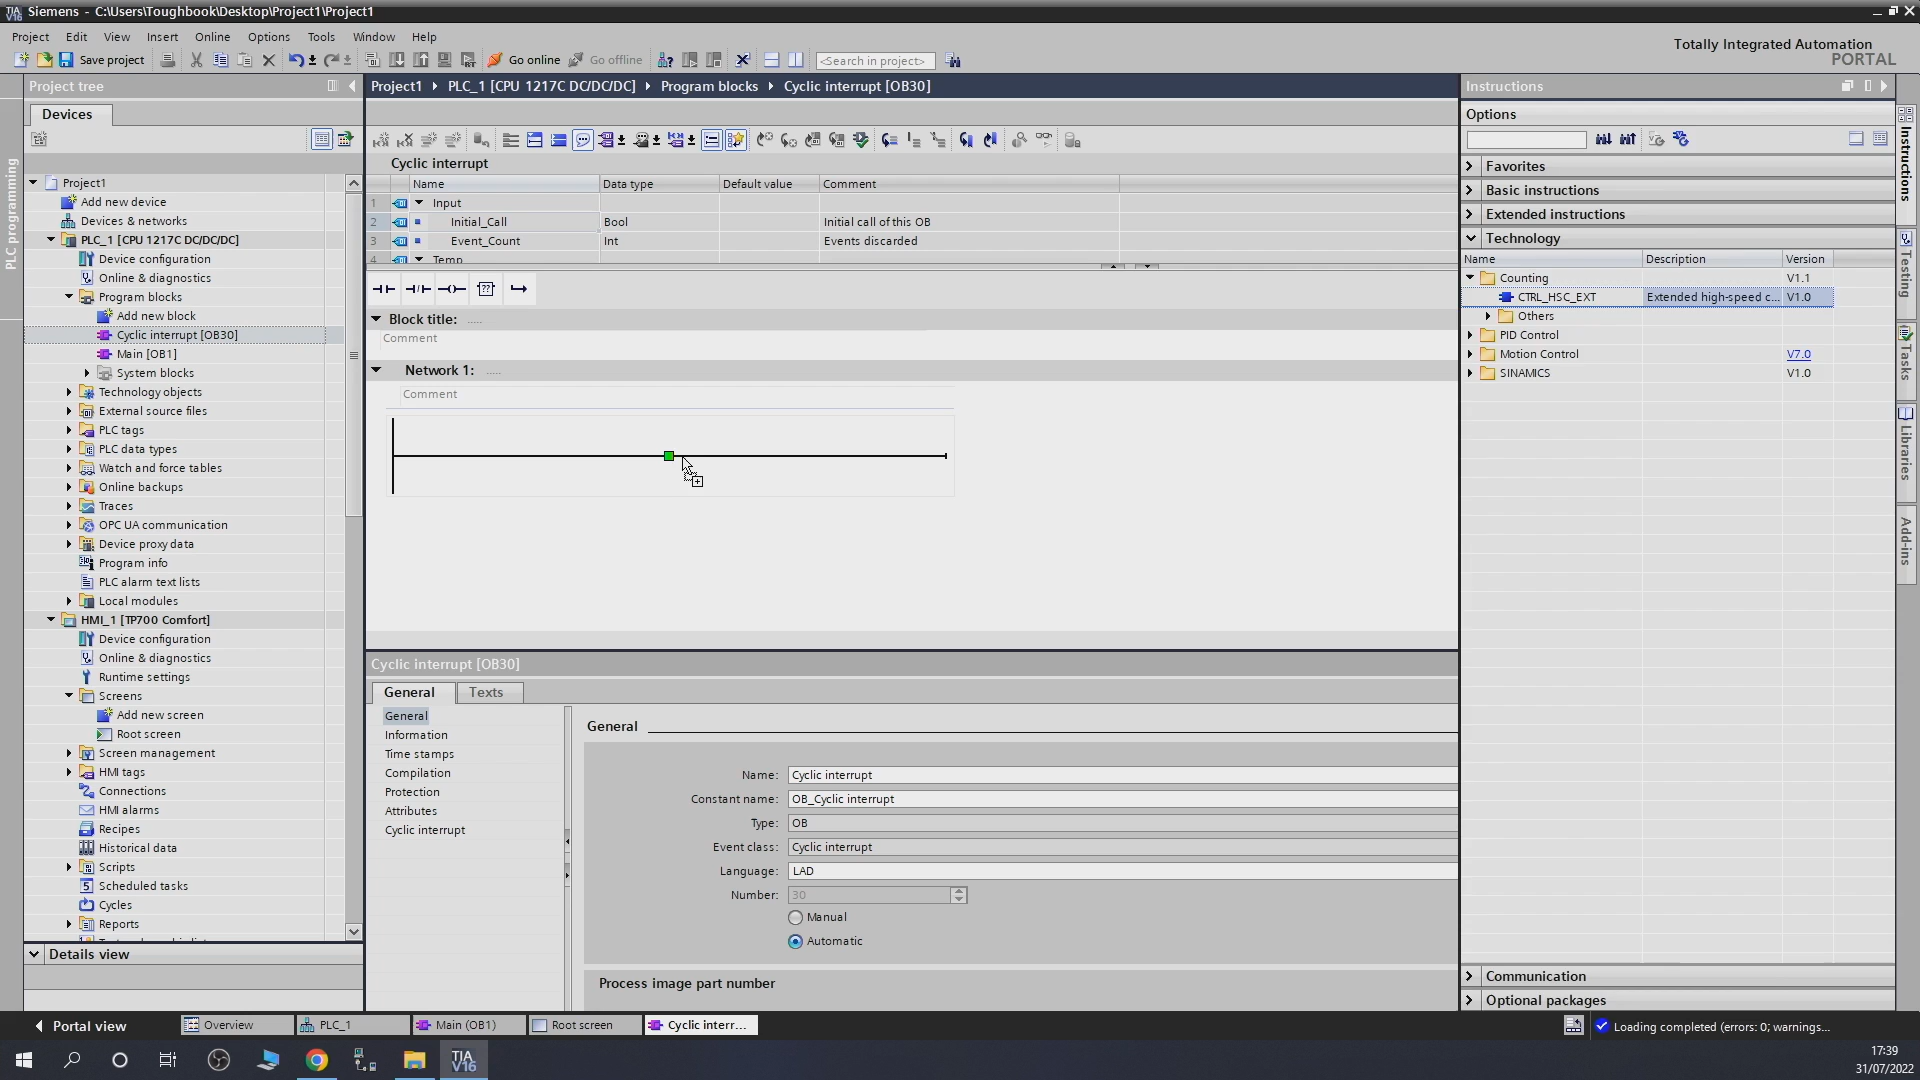 Siemens - C:\Users\Toughbook\Desktop\Project1\Project1
Project Edit View Insert Online Options Tools Window Help
Totally Integrated Automation
PORTAL
Save project Go online Go offline <Search in project>
Project tree
Devices
PLC programming
Project1
Add new device
Devices & networks
PLC_1 [CPU 1217C DC/DC/DC]
Device configuration
Online & diagnostics
Program blocks
Add new block
Cyclic interrupt [OB30]
Main [OB1]
System blocks
Technology objects
External source files
PLC tags
PLC data types
Watch and force tables
Online backups
Traces
OPC UA communication
Device proxy data
Program info
PLC alarm text lists
Local modules
HMI_1 [TP700 Comfort]
Device configuration
Online & diagnostics
Runtime settings
Screens
Add new screen
Root screen
Screen management
HMI tags
Connections
HMI alarms
Recipes
Historical data
Scripts
Scheduled tasks
Cycles
Reports
Details view
Project1 PLC_1 [CPU 1217C DC/DC/DC] Program blocks Cyclic interrupt [OB30]
Cyclic interrupt
Name Data type Default value Comment
1 Input
2 Initial_Call Bool Initial call of this OB
3 Event_Count Int Events discarded
4 Temp
??
Block title: .....
Comment
Network 1: .....
Comment
Cyclic interrupt [OB30]
General Texts
General
Information
Time stamps
Compilation
Protection
Attributes
Cyclic interrupt
General
Name: Cyclic interrupt
Constant name: OB_Cyclic interrupt
Type: OB
Event class: Cyclic interrupt
Language: LAD
Number: 30
Manual
Automatic
Process image part number
Instructions
Options
Favorites
Basic instructions
Extended instructions
Technology
Name Description Version
Counting V1.1
CTRL_HSC_EXT Extended high-speed c... V1.0
Others
PID Control
Motion Control V7.0
SINAMICS V1.0
Communication
Optional packages
Instructions
Testing
Tasks
Libraries
Add-ins
Portal view Overview PLC_1 Main (OB1) Root screen Cyclic interr... Loading completed (errors: 0; warnings...
TIA V16
17:39
31/07/2022